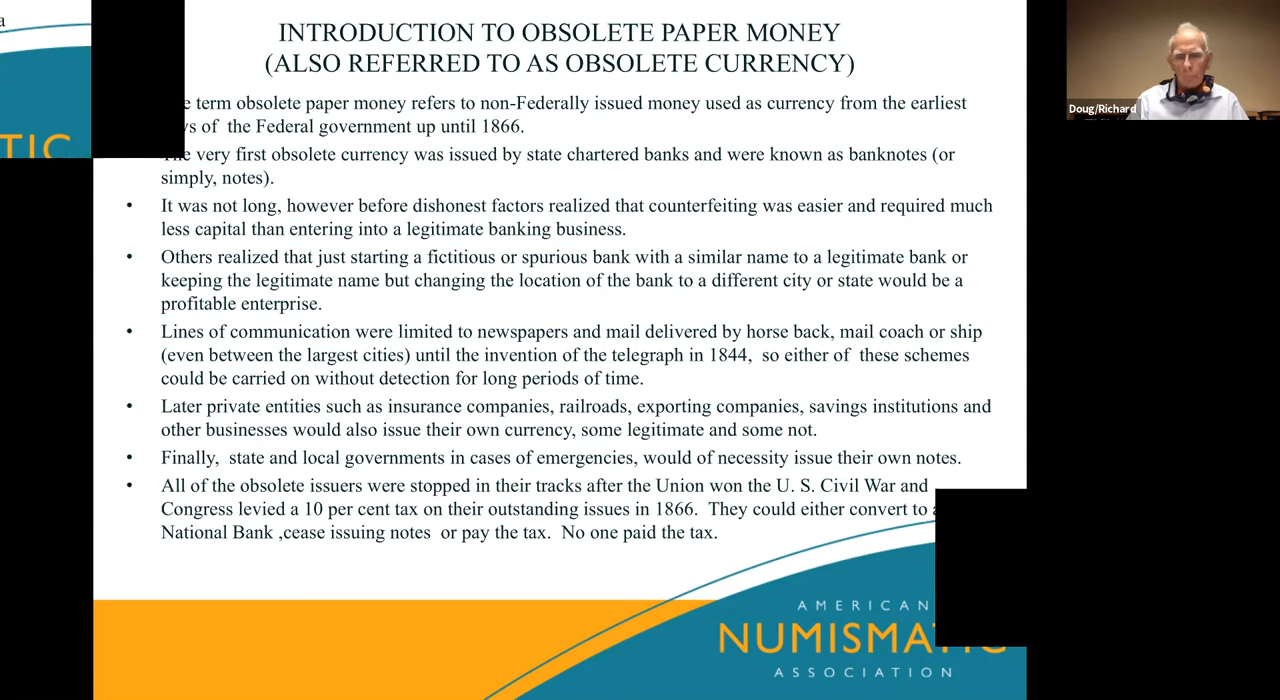 a
TIC
INTRODUCTION TO OBSOLETE PAPER MONEY
(ALSO REFERRED TO AS OBSOLETE CURRENCY)
term obsolete paper money refers to non-Federally issued money used as currency from the earliest
of the Federal government up until 1866.
The very first obsolete currency was issued by state chartered banks and were known as banknotes (or
simply, notes).
• It was not long, however before dishonest factors realized that counterfeiting was easier and required much
less capital than entering into a legitimate banking business.
• Others realized that just starting a fictitious or spurious bank with a similar name to a legitimate bank or
keeping the legitimate name but changing the location of the bank to a different city or state would be a
profitable enterprise.
• Lines of communication were limited to newspapers and mail delivered by horse back, mail coach or ship
(even between the largest cities) until the invention of the telegraph in 1844, so either of these schemes
could be carried on without detection for long periods of time.
• Later private entities such as insurance companies, railroads, exporting companies, savings institutions and
other businesses would also issue their own currency, some legitimate and some not.
• Finally, state and local governments in cases of emergencies, would of necessity issue their own notes.
• All of the obsolete issuers were stopped in their tracks after the Union won the U. S. Civil War and
Congress levied a 10 per cent tax on their outstanding issues in 1866. They could either convert to a
National Bank ,cease issuing notes or pay the tax. No one paid the tax.
AMERICAN
NUMISMATIC
ASSOCIATION
Doug/Richard